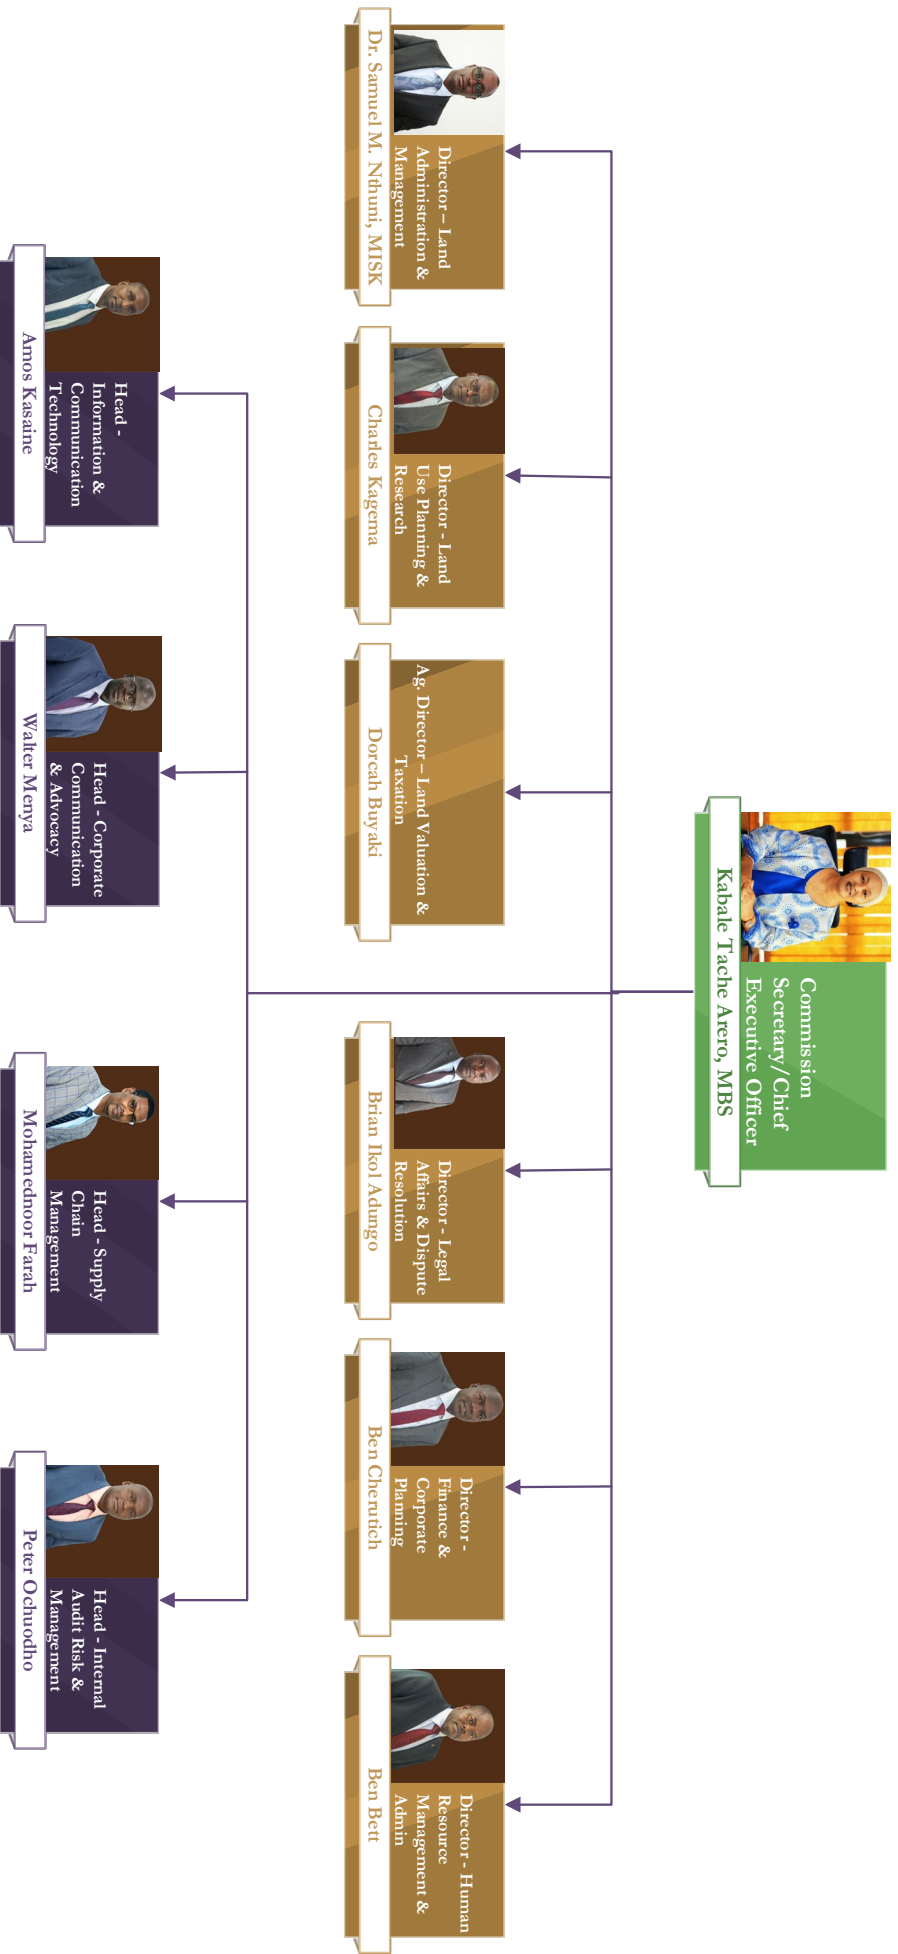 Commission
Secretary/Chief
Executive Officer
Kabale Tache Arero, MBS
Director – Land
Administration &
Management
Dr. Samuel M. Nthuni, MISK
Director - Land
Use Planning &
Research
Charles Kagema
Ag. Director – Land Valuation &
Taxation
Dorcah Buyaki
Director - Legal
Affairs & Dispute
Resolution
Brian Ikol Adungo
Director -
Finance &
Corporate
Planning
Ben Cherutich
Director - Human
Resource
Management &
Admin
Ben Bett
Head -
Information &
Communication
Technology
Amos Kasaine
Head - Corporate
Communication
& Advocacy
Walter Menya
Head - Supply
Chain
Management
Mohamednoor Farah
Head - Internal
Audit Risk &
Management
Peter Ochuodho